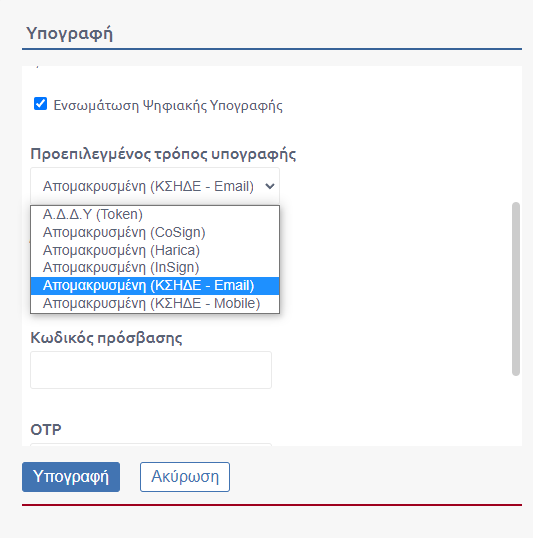 Υπογραφή
Ενσωμάτωση Ψηφιακής Υπογραφής
Προεπιλεγμένος τρόπος υπογραφής
Απομακρυσμένη (ΚΣΗΔΕ - Email)
Α.Δ.Δ.Υ (Token)
Απομακρυσμένη (CoSign)
Απομακρυσμένη (Harica)
Απομακρυσμένη (InSign)
Απομακρυσμένη (ΚΣΗΔΕ - Email)
Απομακρυσμένη (ΚΣΗΔΕ - Mobile)
Κωδικός πρόσβασης
OTP
Υπογραφή
Ακύρωση